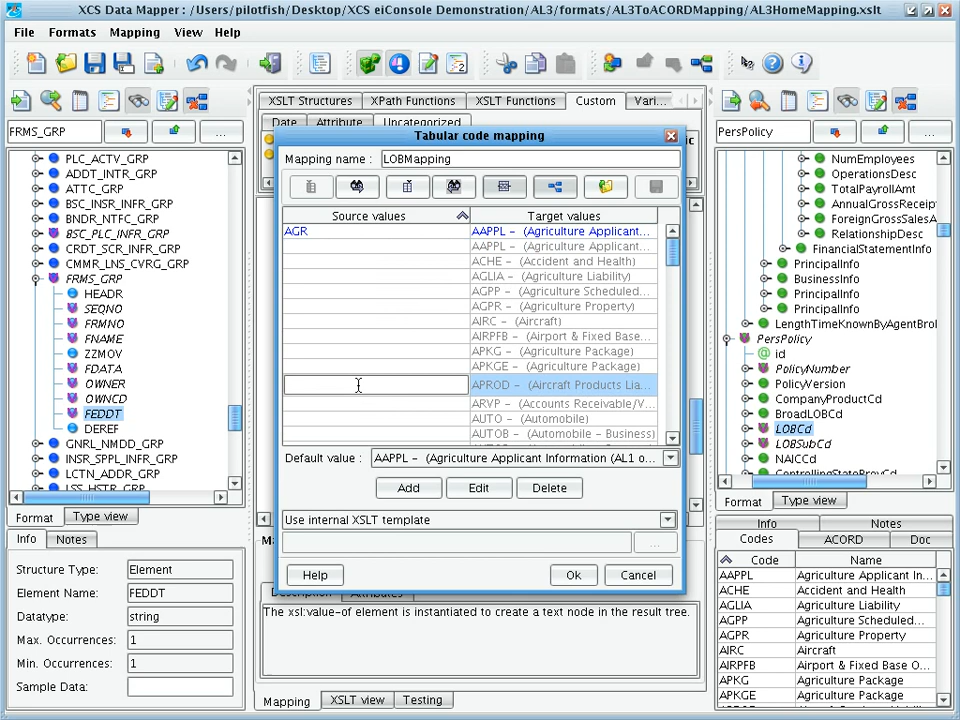 XCS Data Mapper: /Users/pilotfish/Desktop/XCS eiConsole Demonstration/AL3/formats/AL3ToACORDMapping/AL3HomeMapping.xslt
File Formats Mapping View Help
FRMS_GRP
...
PLC_ACTV_GRP
ADDT_INTR_GRP
ATTC_GRP
BSC_INSR_INFR_GRP
BNDR_NTFC_GRP
BSC_PLC_INFR_GRP
CRDT_SCR_INFR_GRP
CMMR_LNS_CVRG_GRP
FRMS_GRP
HEADR
SEQNO
FRMNO
FNAME
ZZMOV
FDATA
OWNER
OWNCD
FEDDT
DEREF
GNRL_NMDD_GRP
INSR_SPPL_INFR_GRP
LCTN_ADDR_GRP
LSS_HSTR_GRP
Format Type view
Info Notes
Structure Type: Element
Element Name: FEDDT
Datatype: string
Max. Occurrences: 1
Min. Occurrences: 1
Sample Data:
XSLT Structures XPath Functions XSLT Functions Custom Vari...
Date Attribute Uncategorized
Tabular code mapping
Mapping name : LOBMapping
Source values Target values
AGR AAPPL - (Agriculture Applicant...
AAPPL - (Agriculture Applicant...
ACHE - (Accident and Health)
AGLIA - (Agriculture Liability)
AGPP - (Agriculture Scheduled...
AGPR - (Agriculture Property)
AIRC - (Aircraft)
AIRPFB - (Airport & Fixed Base...
APKG - (Agriculture Package)
APKGE - (Agriculture Package)
APROD - (Aircraft Products Lia...
ARVP - (Accounts Receivable/V...
AUTO - (Automobile)
AUTOB - (Automobile - Business)
Default value : AAPPL - (Agriculture Applicant Information (AL1 o...
Add Edit Delete
Use internal XSLT template
...
Help Ok Cancel
The xsl:value-of element is instantiated to create a text node in the result tree.
Mapping XSLT view Testing
PersPolicy
...
NumEmployees
OperationsDesc
TotalPayrollAmt
AnnualGrossReceip
ForeignGrossSalesA
RelationshipDesc
FinancialStatementInfo
PrincipalInfo
BusinessInfo
PrincipalInfo
PrincipalInfo
LengthTimeKnownByAgentBrok
PersPolicy
id
PolicyNumber
PolicyVersion
CompanyProductCd
BroadLOBCd
LOBCd
LOBSubCd
NAICCd
ControllingStateProvCd
Format Type view
Info Notes
Codes ACORD Doc
Code Name
AAPPL Agriculture Applicant In...
ACHE Accident and Health
AGLIA Agriculture Liability
AGPP Agriculture Scheduled...
AGPR Agriculture Property
AIRC Aircraft
AIRPFB Airport & Fixed Base O...
APKG Agriculture Package
APKGE Agriculture Package